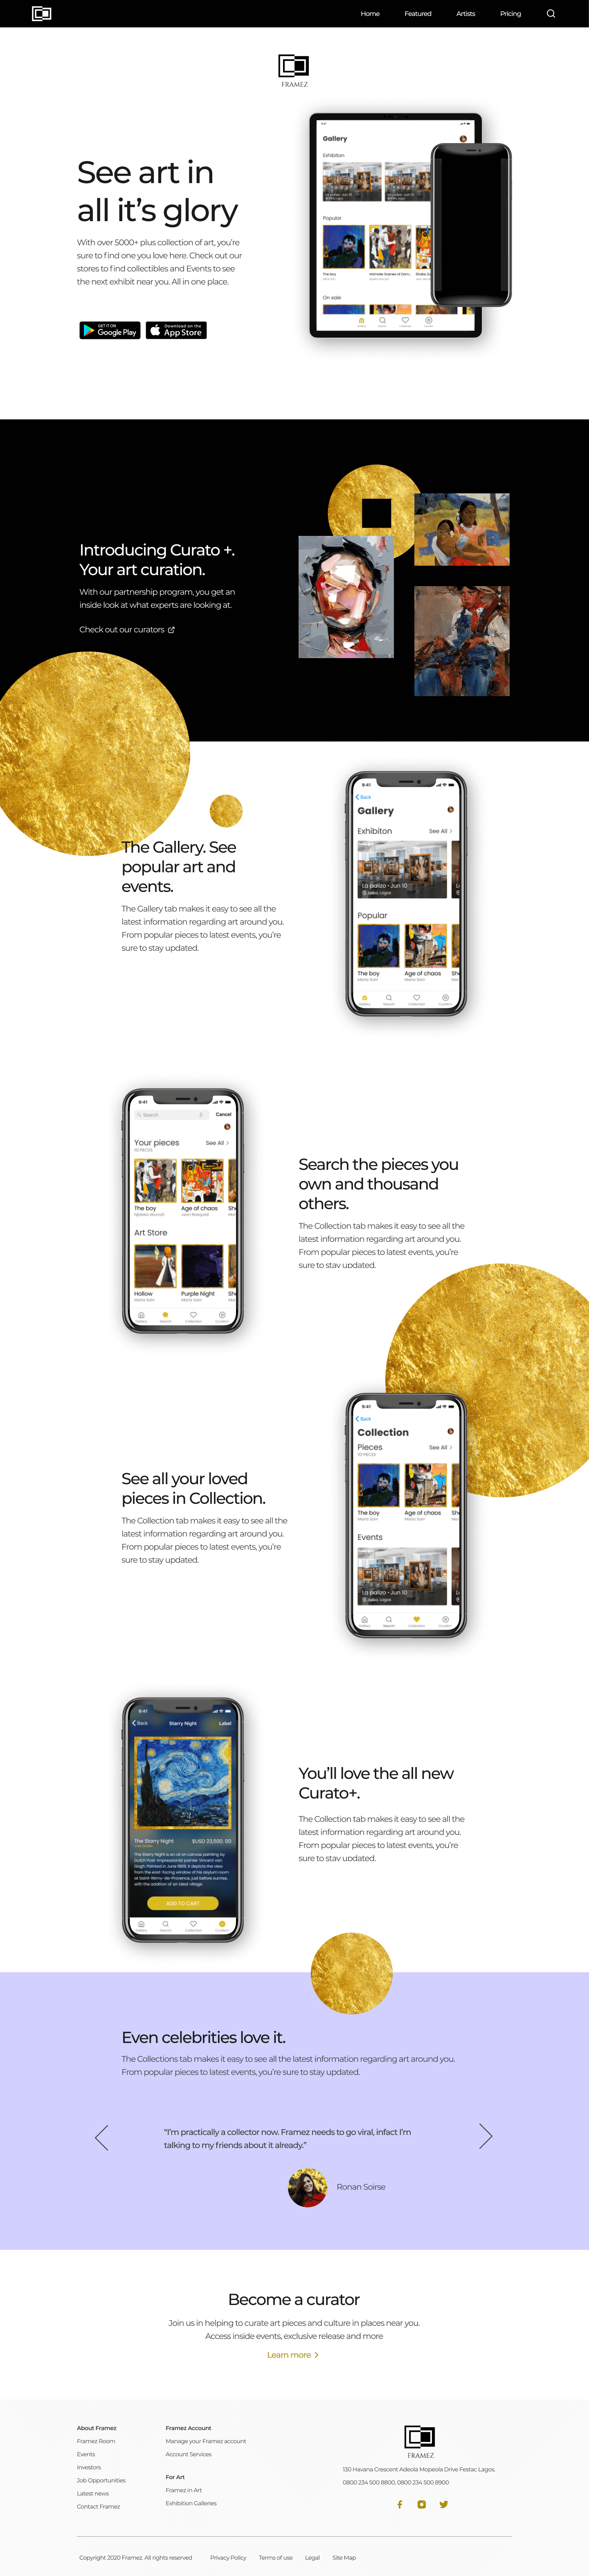 Home Featured Artists Pricing
FRAMEZ
See art in
all it's glory
With over 5000+ plus collection of art, you're
sure to find one you love here. Check out our
stores to find collectibles and Events to see
the next exhibit near you. All in one place.
GET IT ON
Google Play
Download on the
App Store
Gallery
Exhibiton
Popular
The boy
On sale
Introducing Curato +.
Your art curation.
With our partnership program, you get an
inside look at what experts are looking at.
Check out our curators
The Gallery. See
popular art and
events.
The Gallery tab makes it easy to see all the
latest information regarding art around you.
From popular pieces to latest events, you're
sure to stay updated.
9:41
Back
Gallery
Exhibiton See All
La palizo • Jun 10
Popular
The boy Age of chaos
Search the pieces you
own and thousand
others.
The Collection tab makes it easy to see all the
latest information regarding art around you.
From popular pieces to latest events, you're
sure to stay updated.
9:41
Search Cancel
Your pieces See All
The boy Age of chaos
Art Store
Hollow Purple Night
See all your loved
pieces in Collection.
The Collection tab makes it easy to see all the
latest information regarding art around you.
From popular pieces to latest events, you're
sure to stay updated.
9:41
Back
Collection
Pieces See All
The boy Age of chaos
Events
La palizo • Jun 10
You'll love the all new
Curato+.
The Collection tab makes it easy to see all the
latest information regarding art around you.
From popular pieces to latest events, you're
sure to stay updated.
9:41
Back Starry Night Label
The Starry Night $USD 23,500, 00
ADD TO CART
Even celebrities love it.
The Collections tab makes it easy to see all the latest information regarding art around you.
From popular pieces to latest events, you're sure to stay updated.
"I'm practically a collector now. Framez needs to go viral, infact I'm
talking to my friends about it already."
Ronan Soirse
Become a curator
Join us in helping to curate art pieces and culture in places near you.
Access inside events, exclusive release and more
Learn more
About Framez
Framez Room
Events
Investors
Job Opportunities
Latest news
Contact Framez
Framez Account
Manage your Framez account
Account Services
For Art
Framez in Art
Exhibition Galleries
FRAMEZ
130 Havana Crescent Adeola Mopeola Drive Festac Lagos.
0800 234 500 8800, 0800 234 500 8900
Copyright 2020 Framez. All rights reserved Privacy Policy Terms of use Legal Site Map